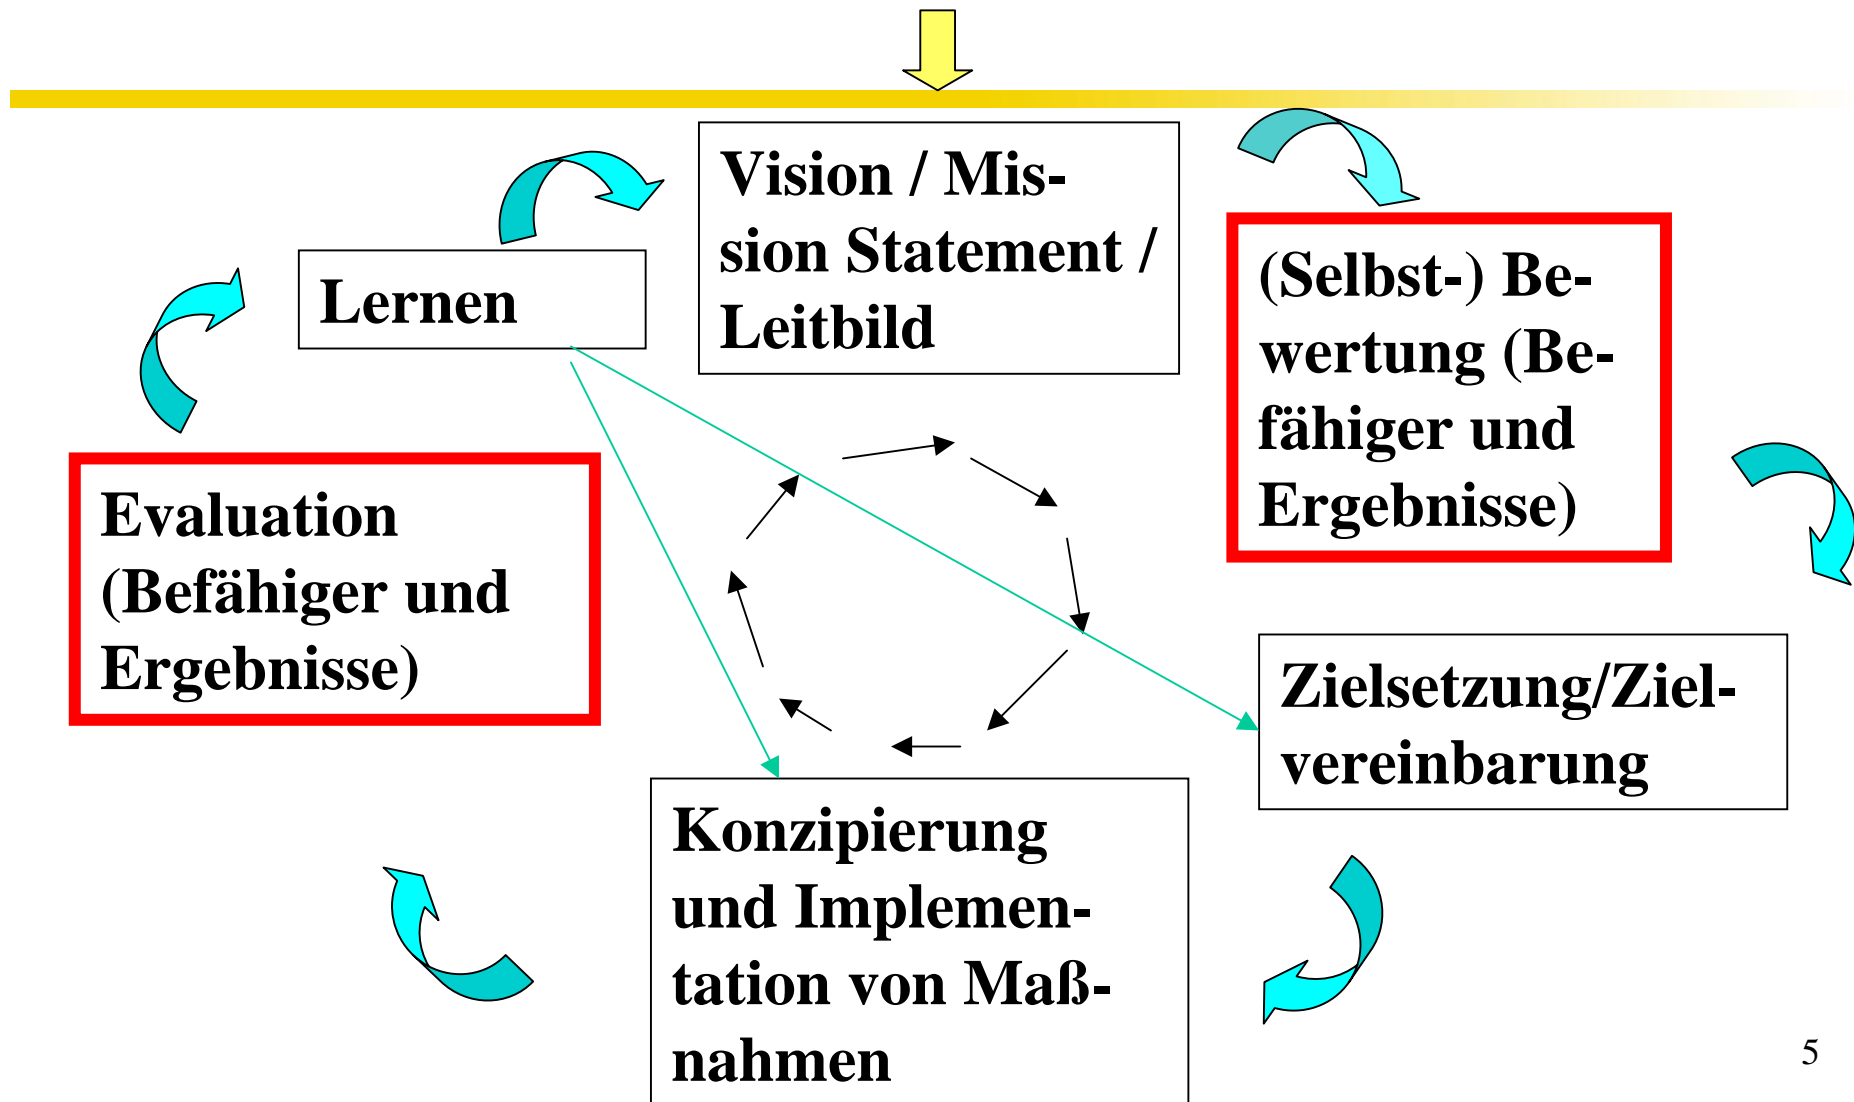 Vision / Mis-
sion Statement /
Leitbild
(Selbst-) Be-
wertung (Be-
fähiger und
Ergebnisse)
Zielsetzung/Ziel-
vereinbarung
Konzipierung
und Implemen-
tation von Maß-
nahmen
Evaluation
(Befähiger und
Ergebnisse)
Lernen
5